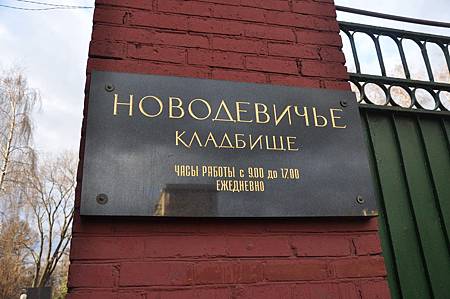 НОВОДЕВИЧЬЕ
КЛАДБИЩЕ
ЧАСЫ РАБОТЫ с 9.00 до 17.00
ЕЖЕДНЕВНО